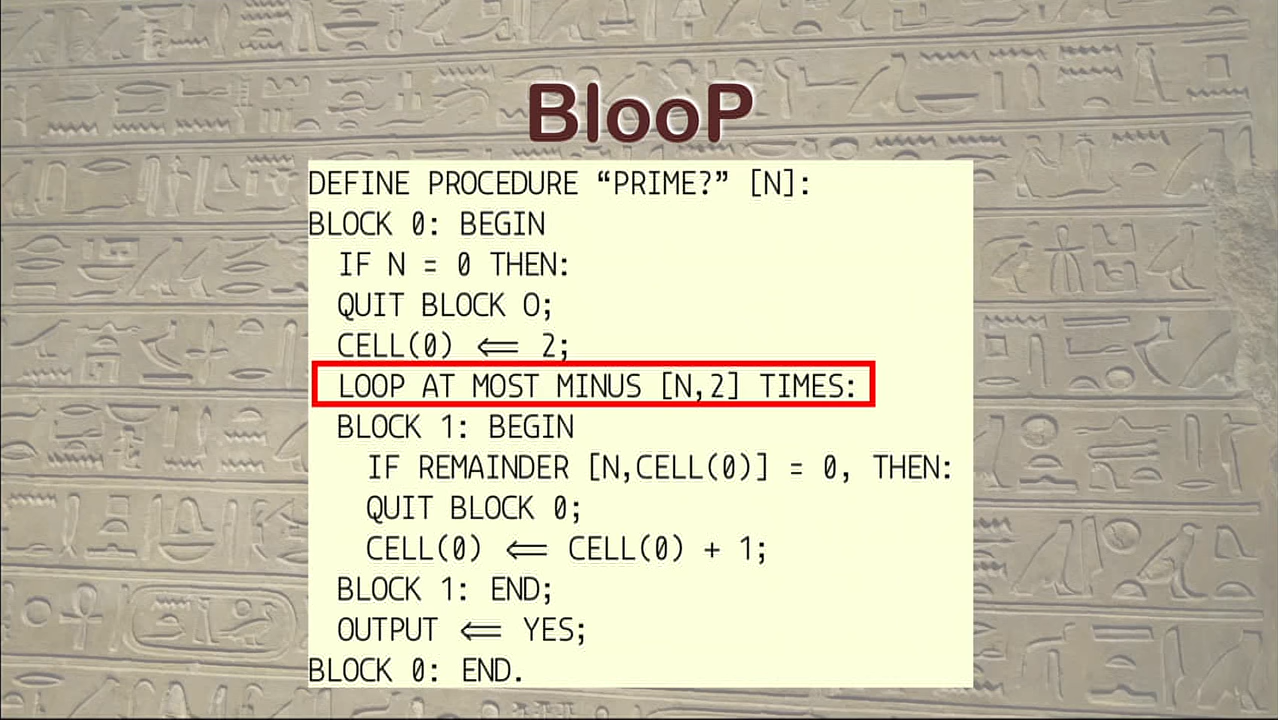 BlooP
DEFINE PROCEDURE “PRIME?” [N]:
BLOCK 0: BEGIN
IF N = 0 THEN:
QUIT BLOCK O;
CELL(0) ⇐ 2;
LOOP AT MOST MINUS [N,2] TIMES:
BLOCK 1: BEGIN
IF REMAINDER [N,CELL(0)] = 0, THEN:
QUIT BLOCK 0;
CELL(0) ⇐ CELL(0) + 1;
BLOCK 1: END;
OUTPUT ⇐ YES;
BLOCK 0: END.